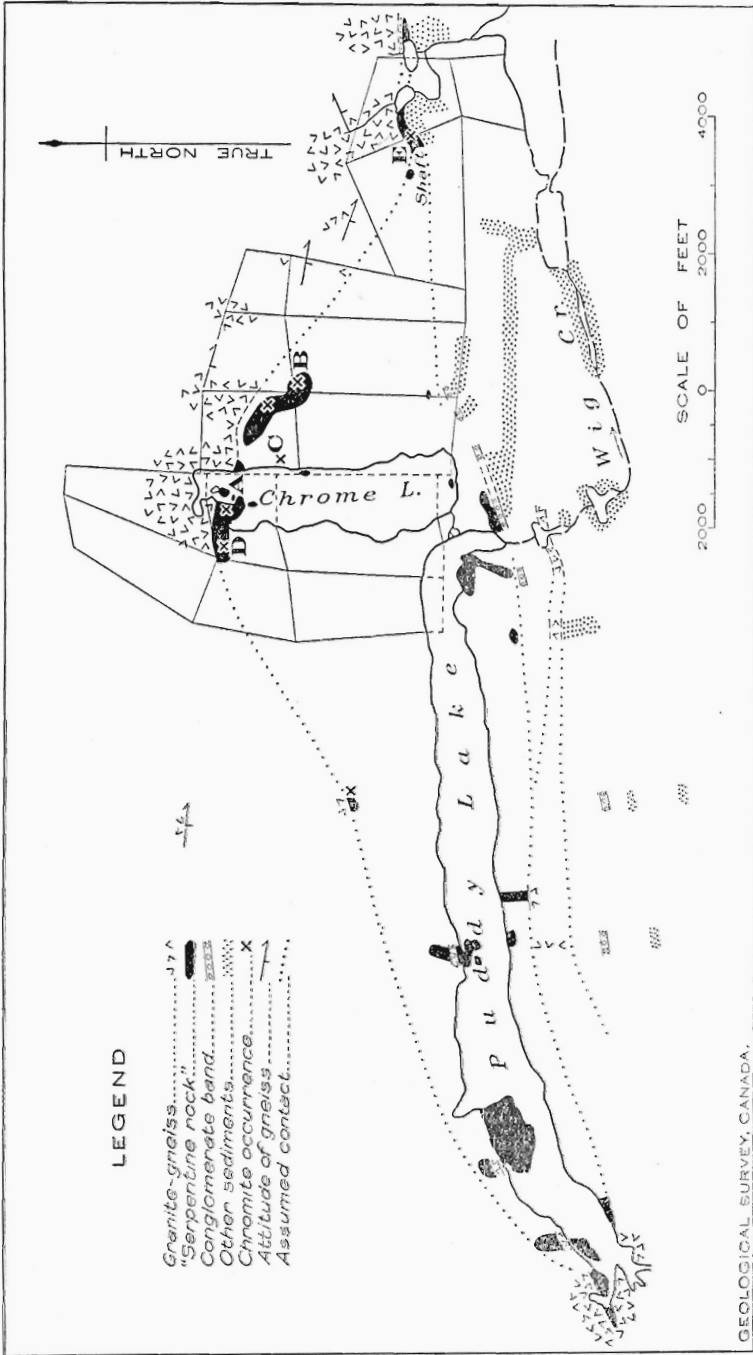 LEGEND
Granite-gneiss
"Serpentine rock"
Conglomerate band
Other sediments
Chromite occurrence x
Attitude of gneiss
Assumed contact
TRUE NORTH
D
A
C
B
E
Shaft
Chrome L.
Puddy Lake
Wig Cr
2000 0 2000 4000
SCALE OF FEET
GEOLOGICAL SURVEY, CANADA.